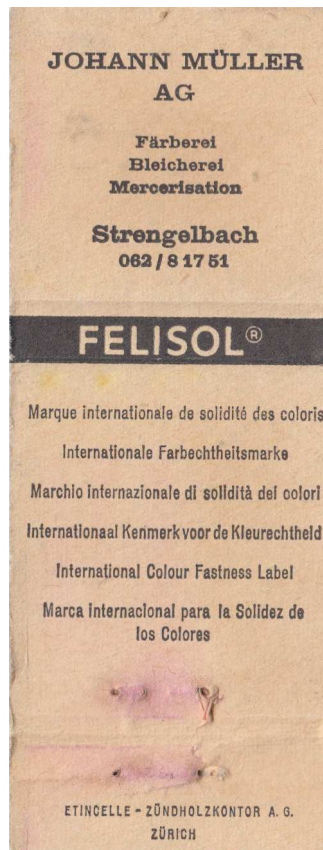 JOHANN MÜLLER
AG
Färberei
Bleicherei
Mercerisation
Strengelbach
062/8 17 51
FELISOL®
Marque internationale de solidité des coloris
Internationale Farbechtheitsmarke
Marchio internazionale di solidità dei colori
Internationaal Kenmerk voor de Kleurechtheid
International Colour Fastness Label
Marca internacional para la Solidez de
los Colores
ETINCELLE - ZÜNDHOLZKONTOR A. G.
ZÜRICH